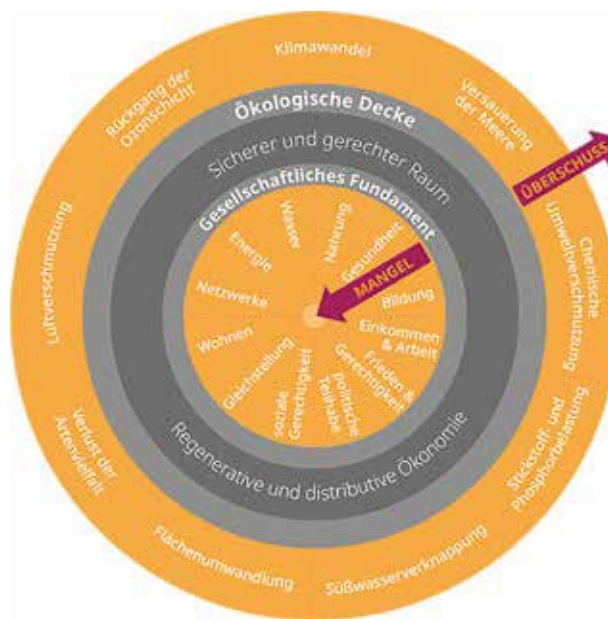 Klimawandel
Versauerung
der Meere
ÜBERSCHUSS
Chemische
Umweltverschmutzung
Stickstoff- und
Phosphorbelastung
Süßwasserverknappung
Flächenumwandlung
Verlust der
Artenvielfalt
Luftverschmutzung
Rückgang der
Ozonschicht
Ökologische Decke
Sicherer und gerechter Raum
Gesellschaftliches Fundament
Wasser
Nahrung
Gesundheit
MANGEL
Bildung
Einkommen
& Arbeit
Frieden &
Gerechtigkeit
politische
Teilhabe
soziale
Gerechtigkeit
Gleichstellung
Wohnen
Netzwerke
Energie
Regenerative und distributive Ökonomie